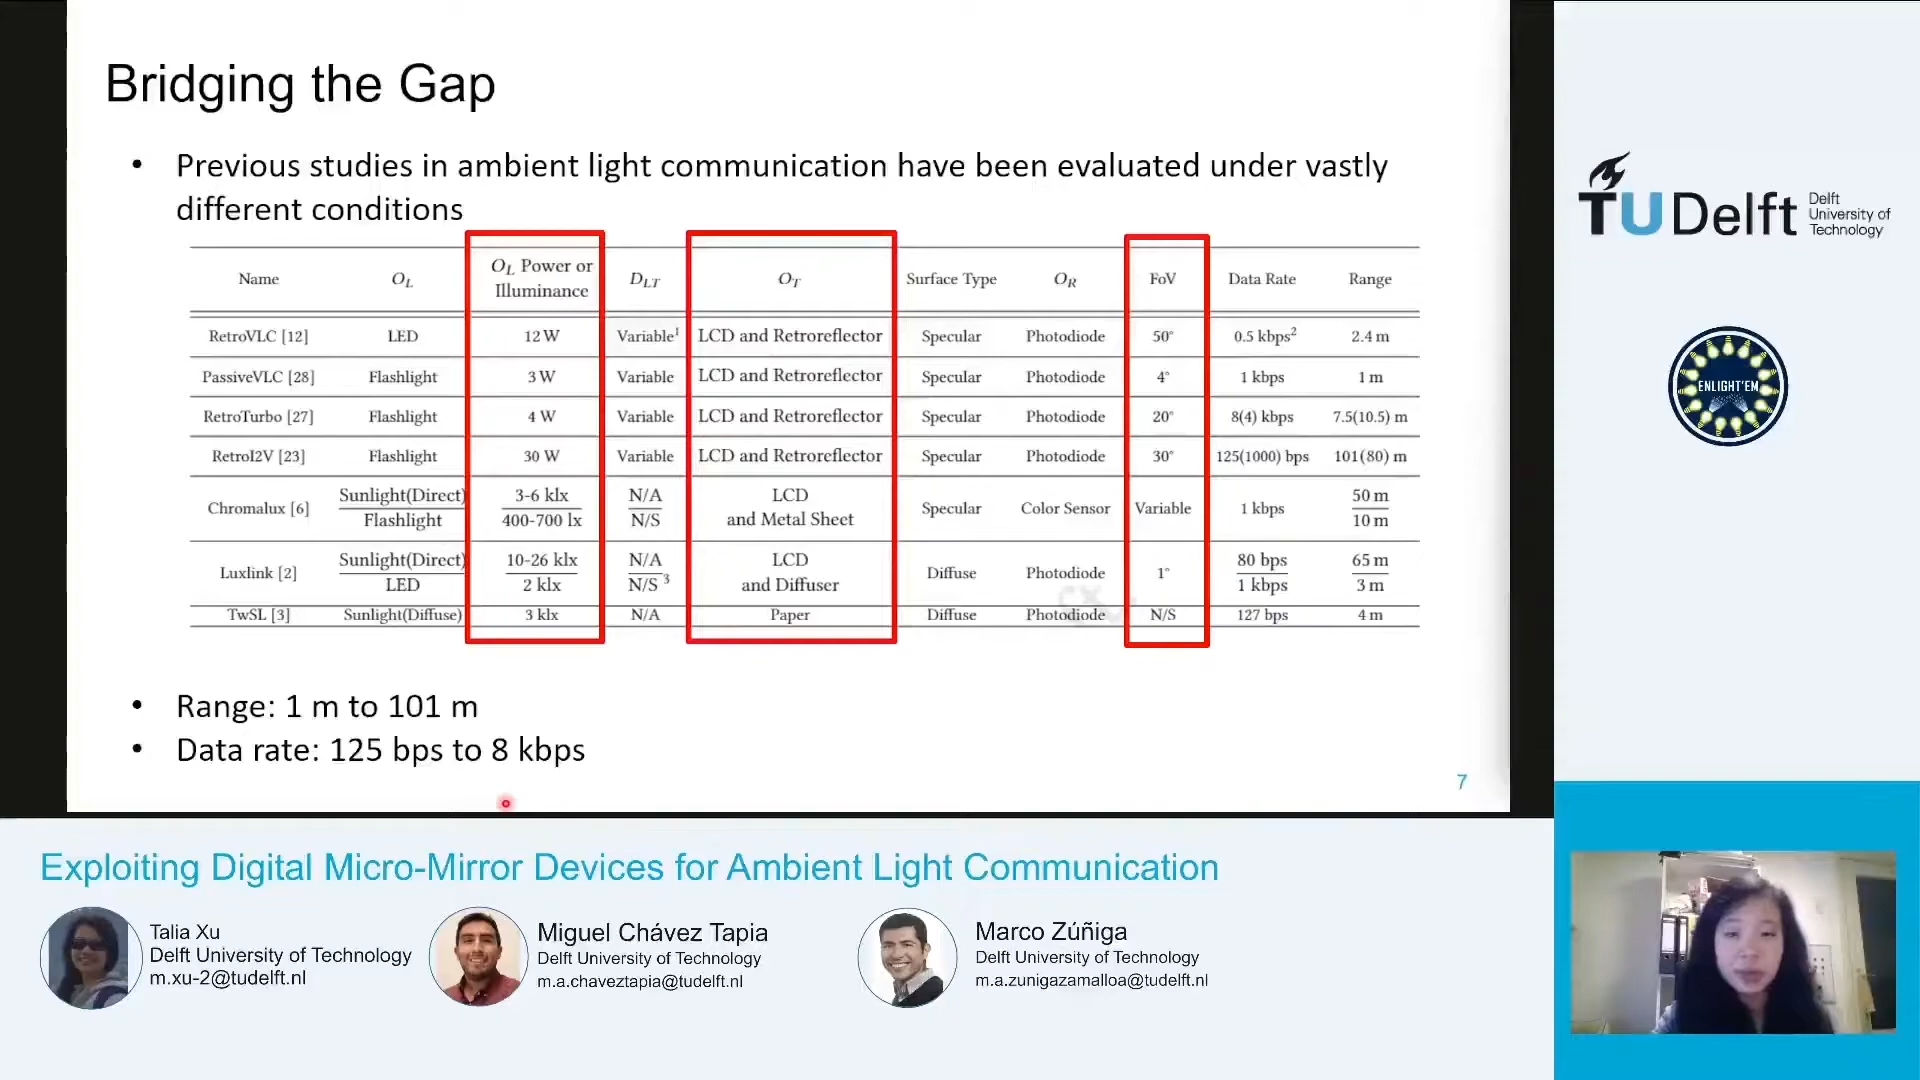 Bridging the Gap
• Previous studies in ambient light communication have been evaluated under vastly
different conditions
Name O_L O_L Power or Illuminance D_LT O_T Surface Type O_R FoV Data Rate Range
RetroVLC [12] LED 12 W Variable¹ LCD and Retroreflector Specular Photodiode 50° 0.5 kbps² 2.4 m
PassiveVLC [28] Flashlight 3 W Variable LCD and Retroreflector Specular Photodiode 4° 1 kbps 1 m
RetroTurbo [27] Flashlight 4 W Variable LCD and Retroreflector Specular Photodiode 20° 8(4) kbps 7.5(10.5) m
RetroI2V [23] Flashlight 30 W Variable LCD and Retroreflector Specular Photodiode 30° 125(1000) bps 101(80) m
Chromalux [6] Sunlight(Direct) Flashlight 3-6 klx 400-700 lx N/A N/S LCD and Metal Sheet Specular Color Sensor Variable 1 kbps 50 m 10 m
Luxlink [2] Sunlight(Direct) LED 10-26 klx 2 klx N/A N/S ³ LCD and Diffuser Diffuse Photodiode 1° 80 bps 1 kbps 65 m 3 m
TwSL [3] Sunlight(Diffuse) 3 klx N/A Paper Diffuse Photodiode N/S 127 bps 4 m
• Range: 1 m to 101 m
• Data rate: 125 bps to 8 kbps
7
TU Delft
Delft
University of
Technology
ENLIGHT'EM
Exploiting Digital Micro-Mirror Devices for Ambient Light Communication
Talia Xu
Delft University of Technology
m.xu-2@tudelft.nl
Miguel Chávez Tapia
Delft University of Technology
m.a.chaveztapia@tudelft.nl
Marco Zúñiga
Delft University of Technology
m.a.zunigazamalloa@tudelft.nl